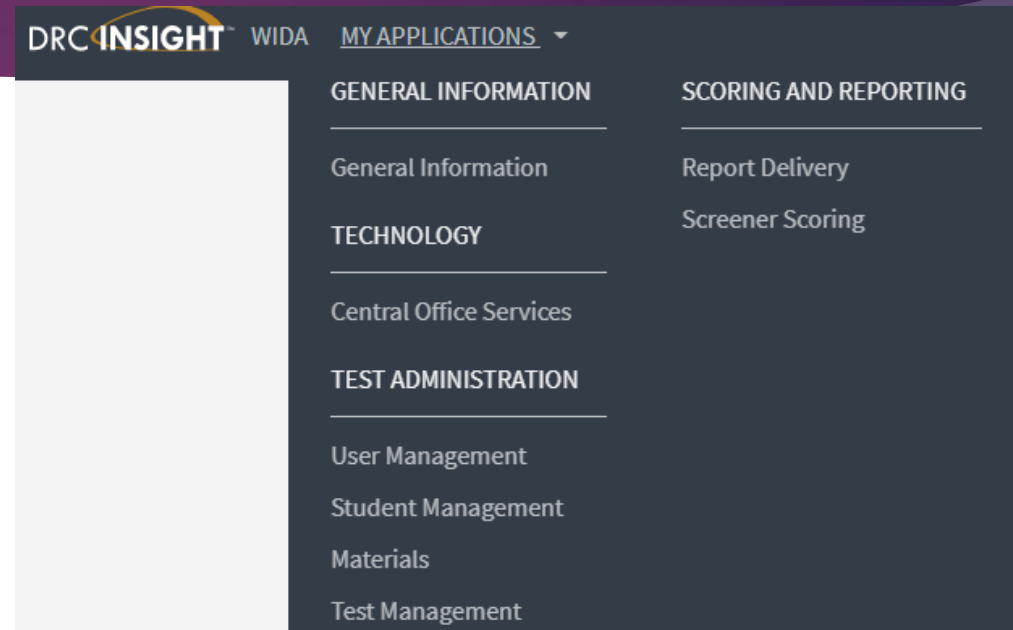 DRC INSIGHT™ WIDA MY APPLICATIONS
GENERAL INFORMATION
General Information
TECHNOLOGY
Central Office Services
TEST ADMINISTRATION
User Management
Student Management
Materials
Test Management
SCORING AND REPORTING
Report Delivery
Screener Scoring